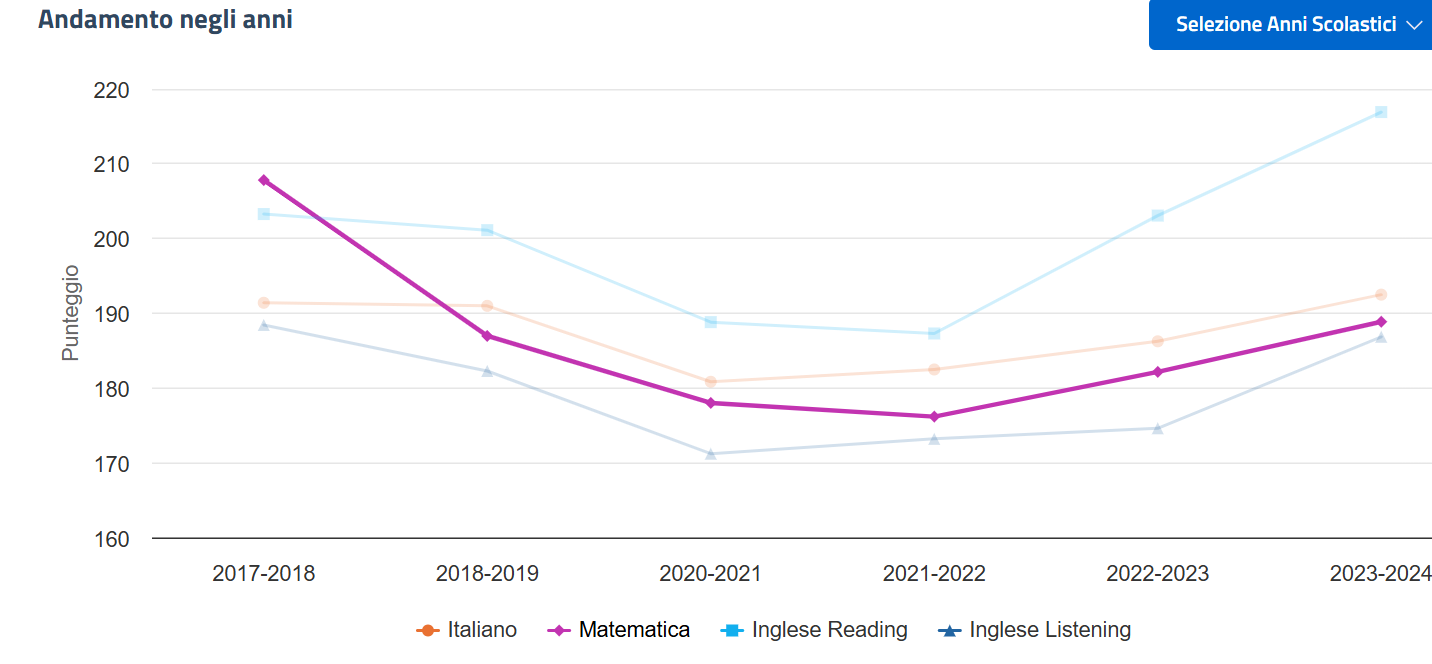 Andamento negli anni
Selezione Anni Scolastici
220
210
200
190
180
170
160
Punteggio
2017-2018 2018-2019 2020-2021 2021-2022 2022-2023 2023-2024
Italiano Matematica Inglese Reading Inglese Listening